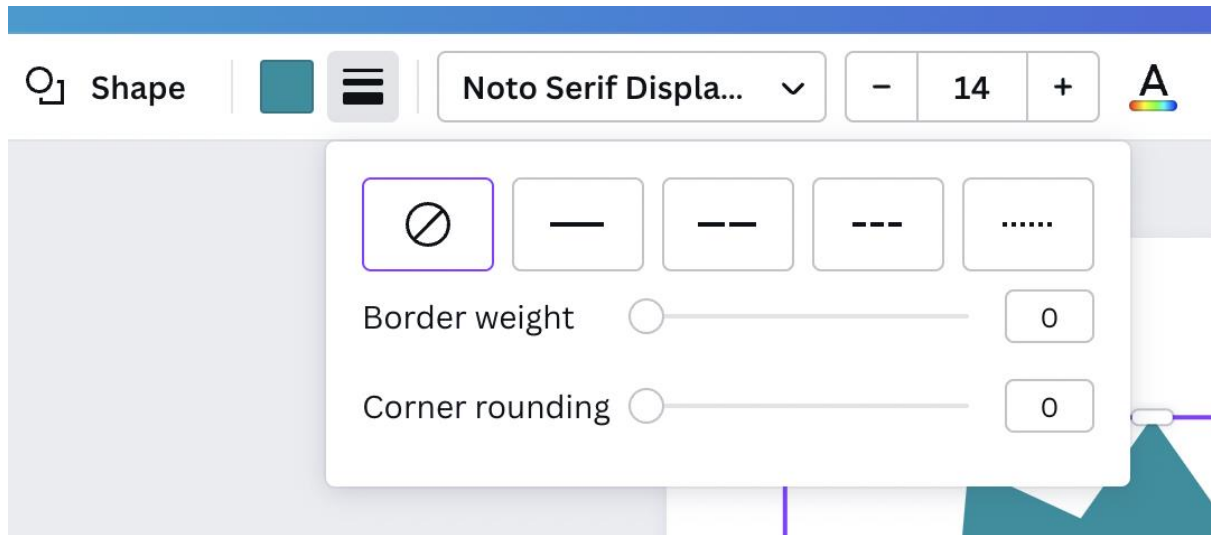 Shape
Noto Serif Displa...
– 14 +
A
Border weight 0
Corner rounding 0